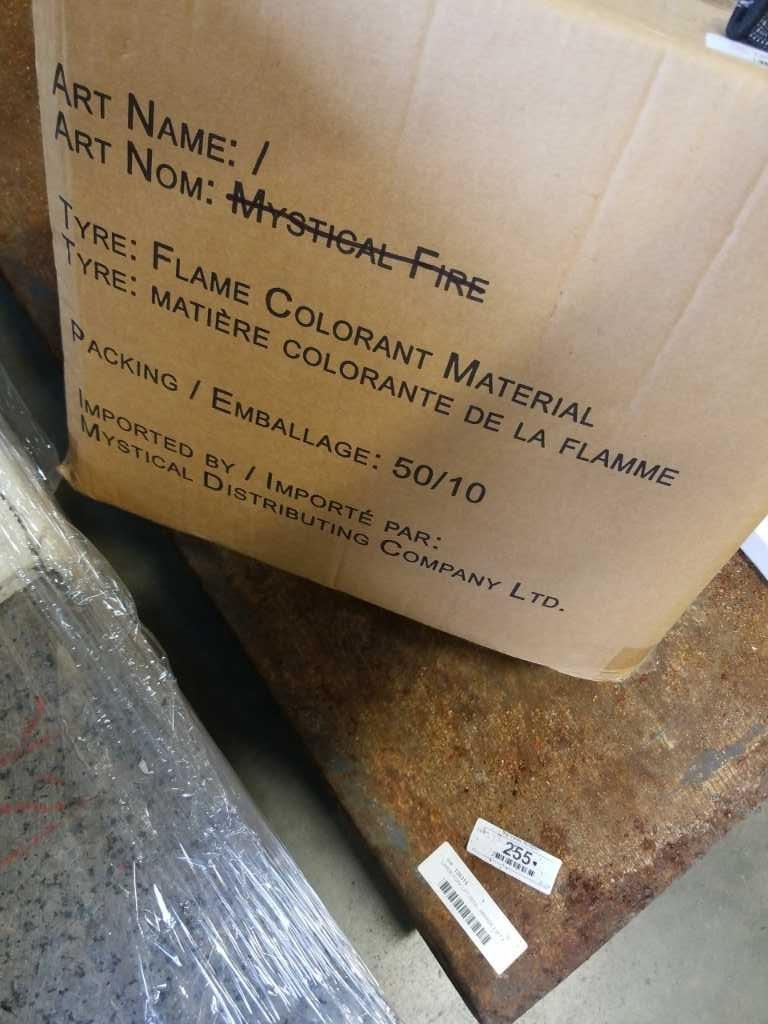 ART NAME: /
ART NOM: MYSTICAL FIRE
TYRE: FLAME COLORANT MATERIAL
TYRE: MATIÈRE COLORANTE DE LA FLAMME
PACKING / EMBALLAGE: 50/10
IMPORTED BY / IMPORTÉ PAR:
MYSTICAL DISTRIBUTING COMPANY LTD.
255